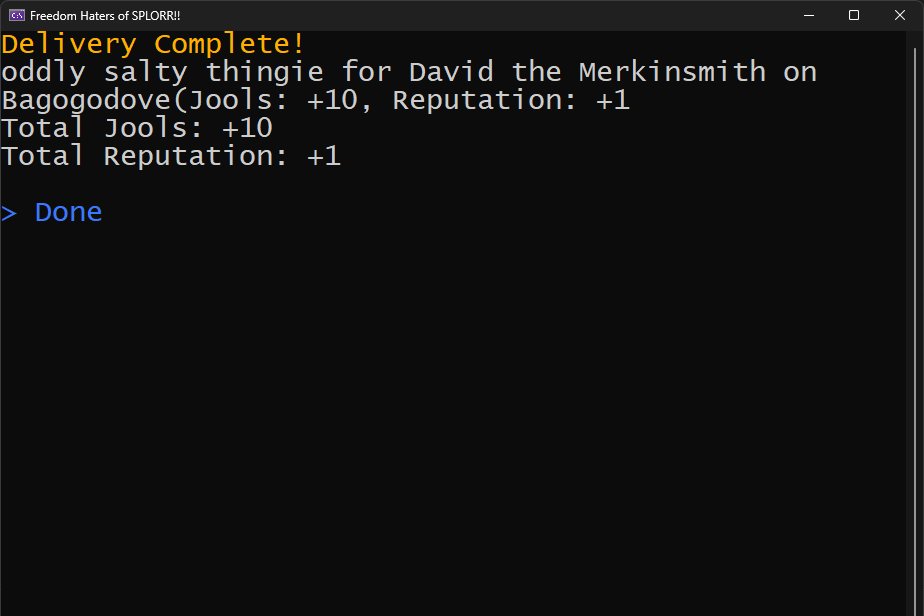 Freedom Haters of SPLORR!!
Delivery Complete!
oddly salty thingie for David the Merkinsmith on
Bagogodove(Jools: +10, Reputation: +1
Total Jools: +10
Total Reputation: +1
> Done